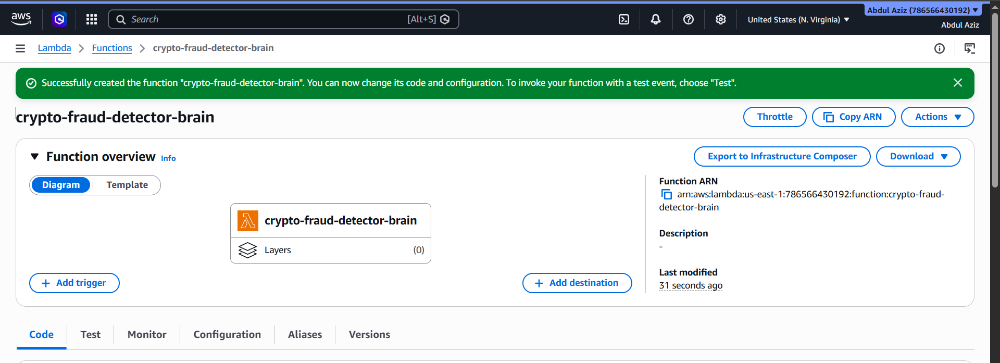 aws
Search [Alt+S]
United States (N. Virginia)
Abdul Aziz (786566430192)
Abdul Aziz
Lambda Functions crypto-fraud-detector-brain
Successfully created the function "crypto-fraud-detector-brain". You can now change its code and configuration. To invoke your function with a test event, choose "Test".
crypto-fraud-detector-brain
Throttle Copy ARN Actions
Function overview Info
Export to Infrastructure Composer Download
Diagram Template
crypto-fraud-detector-brain
Layers (0)
+ Add trigger
+ Add destination
Function ARN
arn:aws:lambda:us-east-1:786566430192:function:crypto-fraud-
detector-brain
Description
-
Last modified
31 seconds ago
Code Test Monitor Configuration Aliases Versions